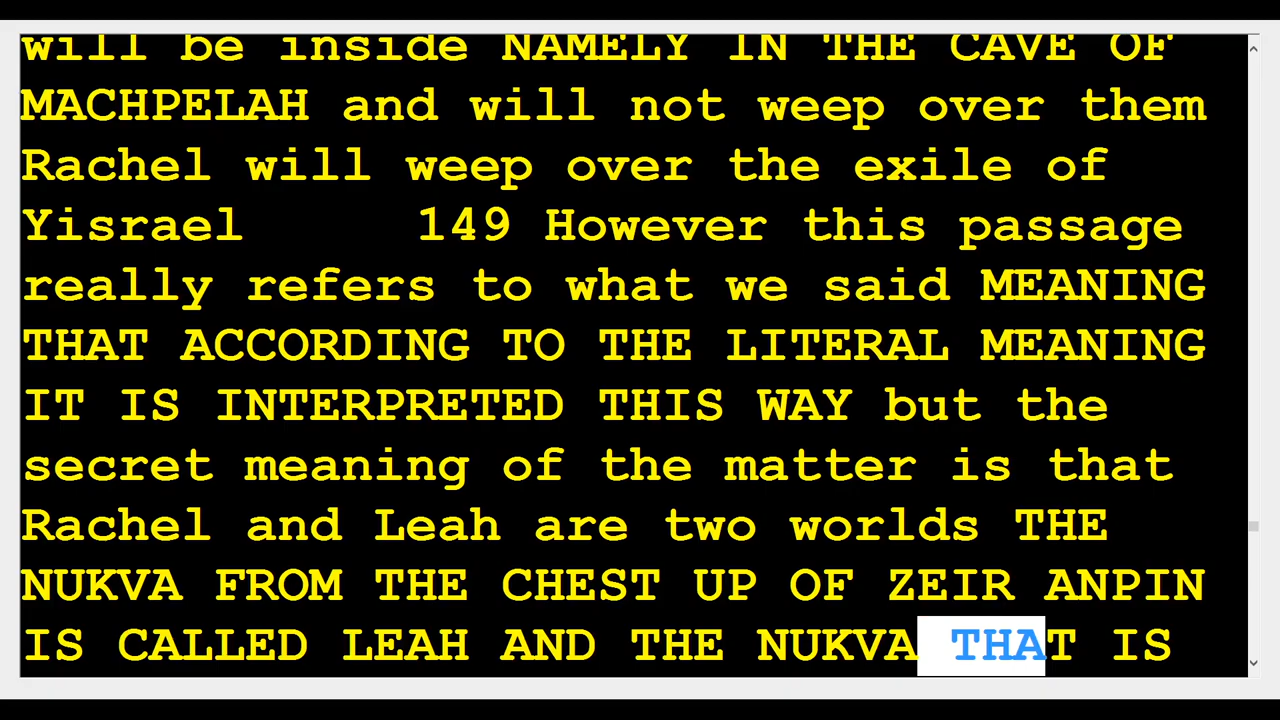 will be inside NAMELY IN THE CAVE OF
MACHPELAH and will not weep over them
Rachel will weep over the exile of
Yisrael 149 However this passage
really refers to what we said MEANING
THAT ACCORDING TO THE LITERAL MEANING
IT IS INTERPRETED THIS WAY but the
secret meaning of the matter is that
Rachel and Leah are two worlds THE
NUKVA FROM THE CHEST UP OF ZEIR ANPIN
IS CALLED LEAH AND THE NUKVA THAT IS